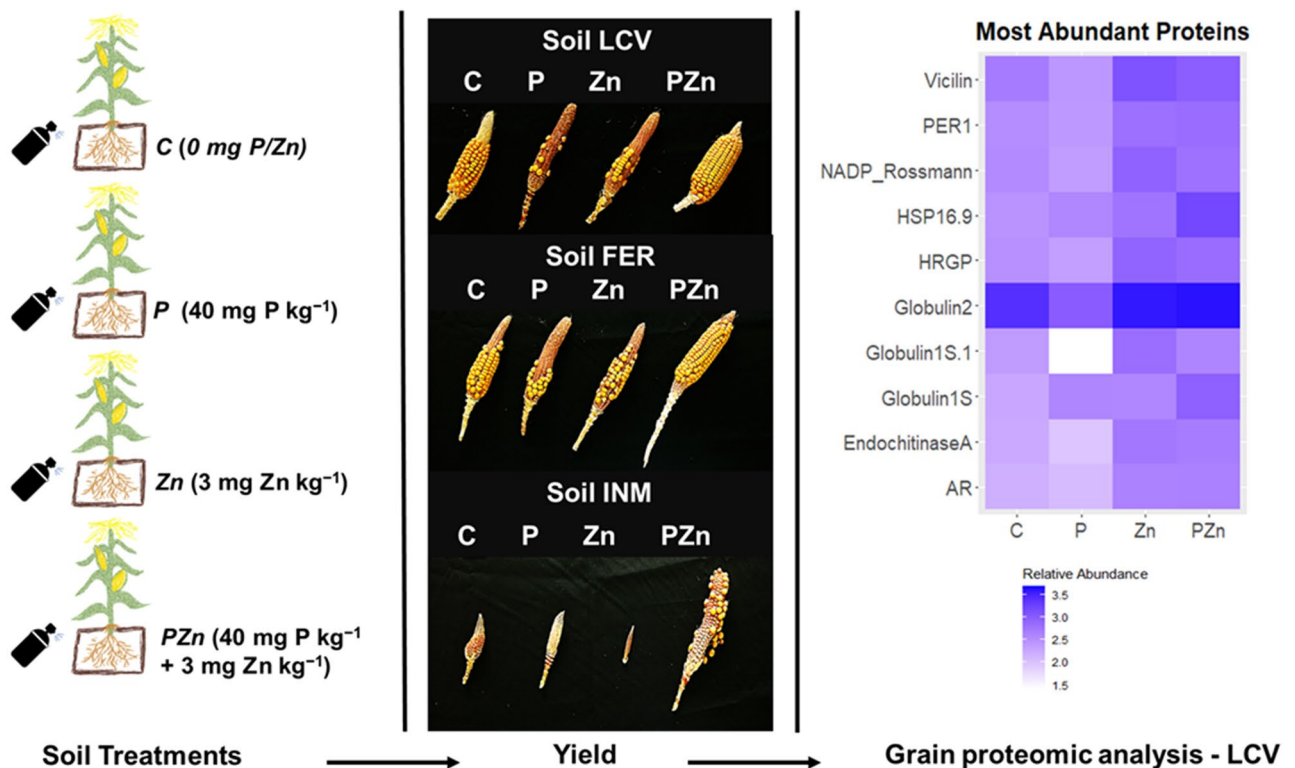 C (0 mg P/Zn)
P (40 mg P kg⁻¹)
Zn (3 mg Zn kg⁻¹)
PZn (40 mg P kg⁻¹
+ 3 mg Zn kg⁻¹)
Soil Treatments
Soil LCV
C P Zn PZn
Soil FER
C P Zn PZn
Soil INM
C P Zn PZn
Yield
Most Abundant Proteins
Vicilin
PER1
NADP_Rossmann
HSP16.9
HRGP
Globulin2
Globulin1S.1
Globulin1S
EndochitinaseA
AR
C P Zn PZn
Relative Abundance
3.5
3.0
2.5
2.0
1.5
Grain proteomic analysis - LCV